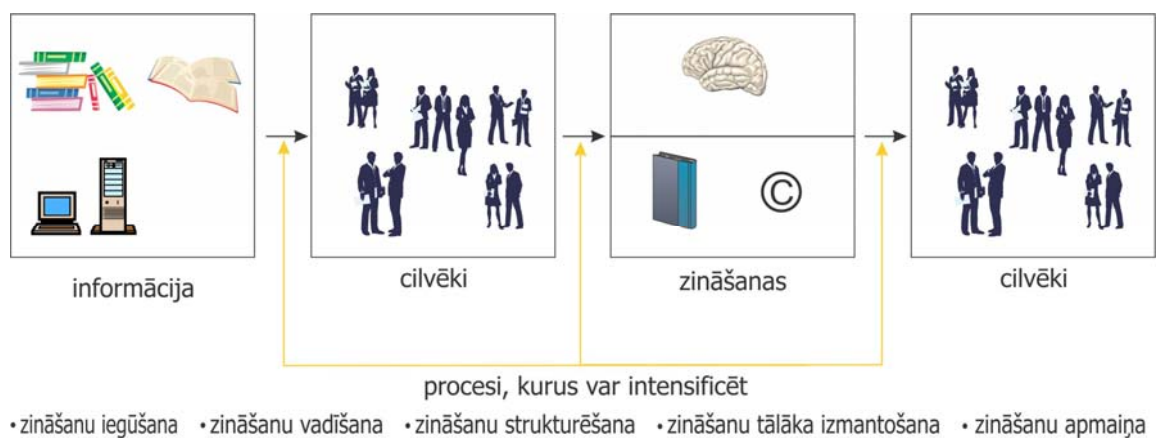 ©
informācija
cilvēki
zināšanas
cilvēki
procesi, kurus var intensificēt
• zināšanu iegūšana • zināšanu vadīšana • zināšanu strukturēšana • zināšanu tālāka izmantošana • zināšanu apmaiņa